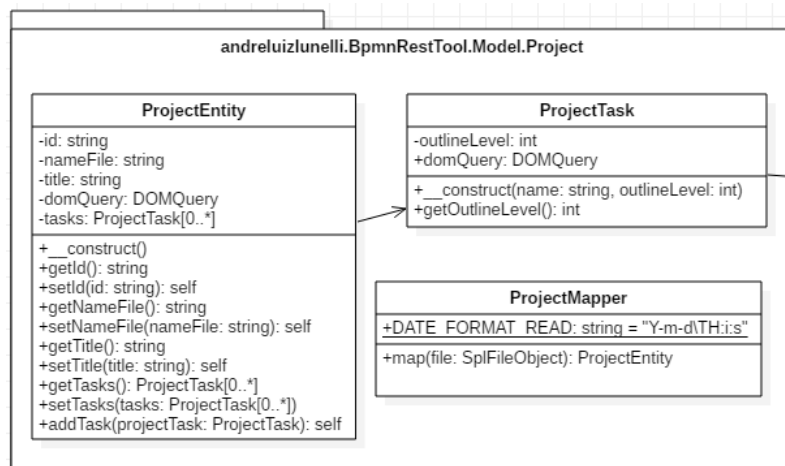 andreluizlunelli.BpmnRestTool.Model.Project
ProjectEntity
-id: string
-nameFile: string
-title: string
-domQuery: DOMQuery
-tasks: ProjectTask[0..*]
+__construct()
+getId(): string
+setId(id: string): self
+getNameFile(): string
+setNameFile(nameFile: string): self
+getTitle(): string
+setTitle(title: string): self
+getTasks(): ProjectTask[0..*]
+setTasks(tasks: ProjectTask[0..*])
+addTask(projectTask: ProjectTask): self
ProjectTask
-outlineLevel: int
+domQuery: DOMQuery
+__construct(name: string, outlineLevel: int)
+getOutlineLevel(): int
ProjectMapper
+DATE_FORMAT_READ: string = "Y-m-d\TH:i:s"
+map(file: SplFileObject): ProjectEntity